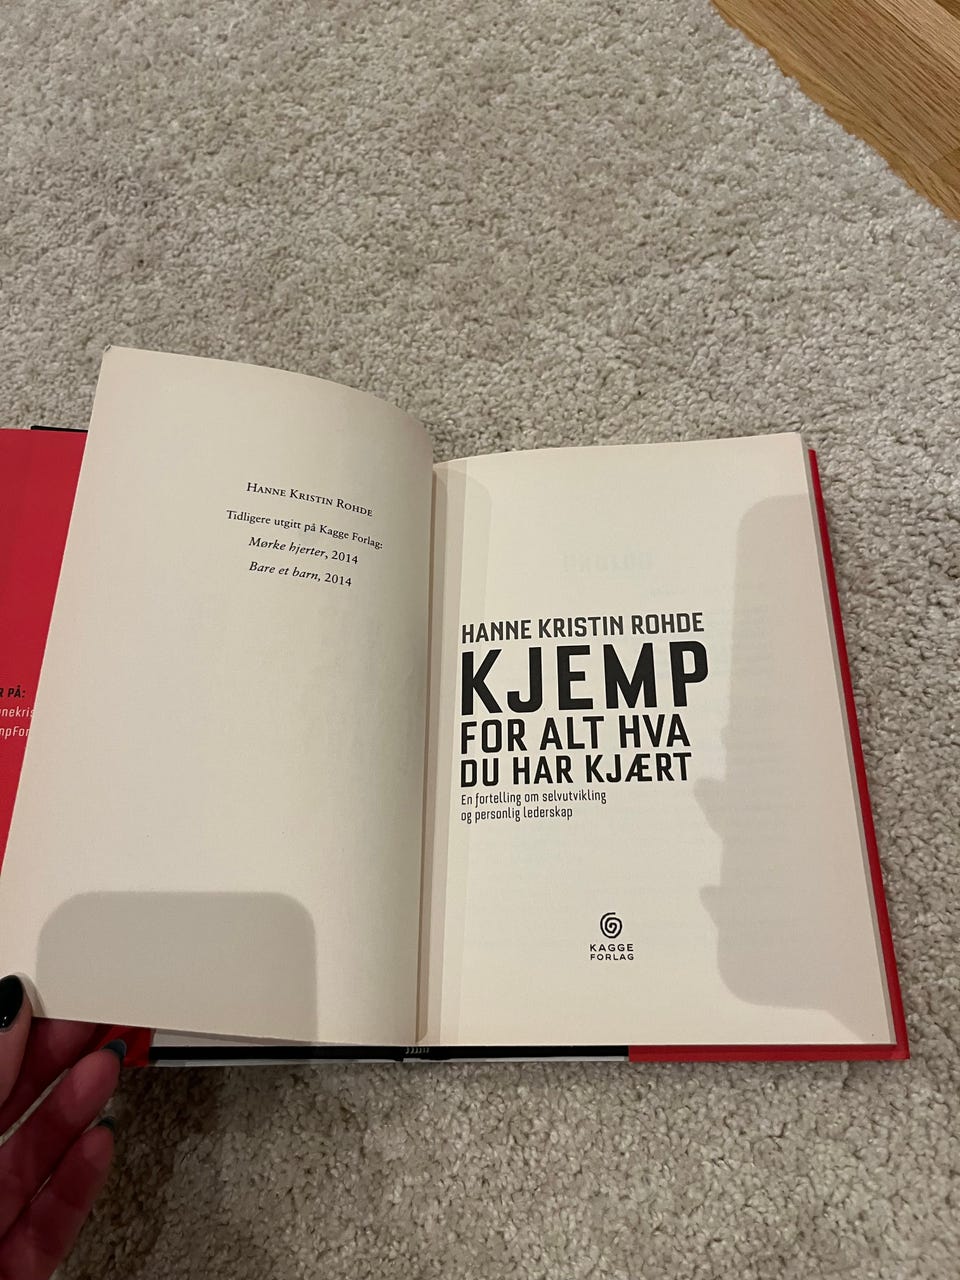 R PÅ:
Hanne Kristin Rohde
Tidligere utgitt på Kagge Forlag:
Mørke hjerter, 2014
Bare et barn, 2014
HANNE KRISTIN ROHDE
KJEMP
FOR ALT HVA
DU HAR KJÆRT
En fortelling om selvutvikling
og personlig lederskap
KAGGE
FORLAG